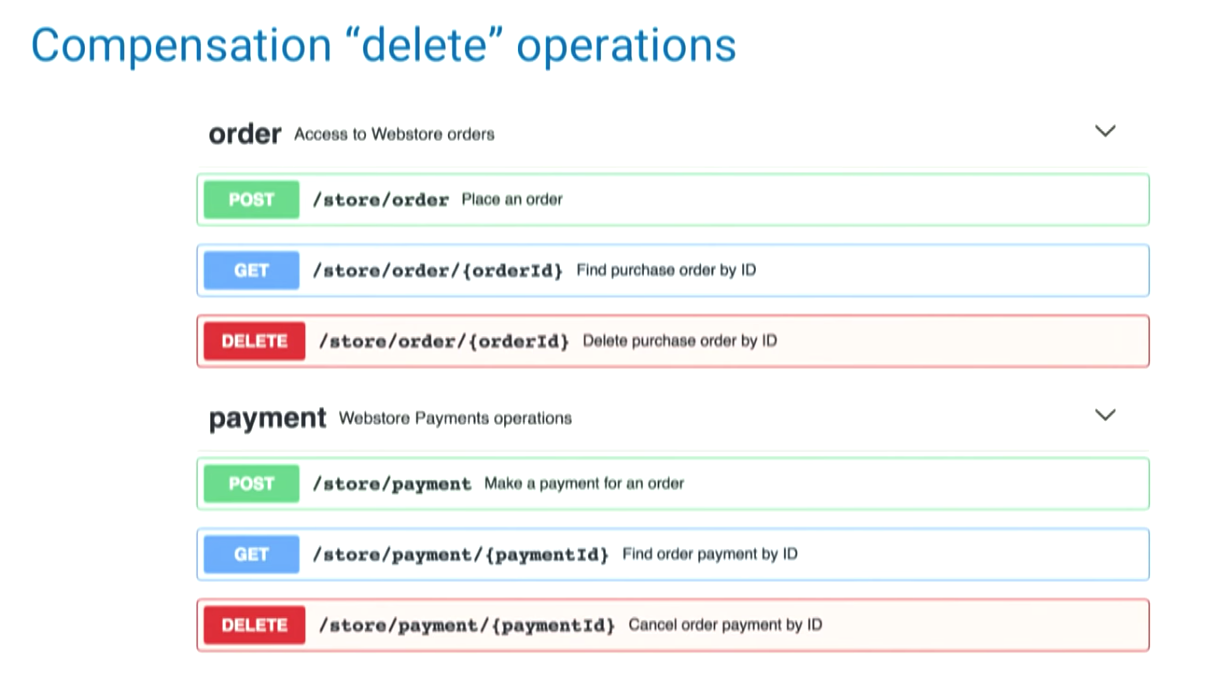 Compensation “delete” operations
order Access to Webstore orders
POST /store/order Place an order
GET /store/order/{orderId} Find purchase order by ID
DELETE /store/order/{orderId} Delete purchase order by ID
payment Webstore Payments operations
POST /store/payment Make a payment for an order
GET /store/payment/{paymentId} Find order payment by ID
DELETE /store/payment/{paymentId} Cancel order payment by ID